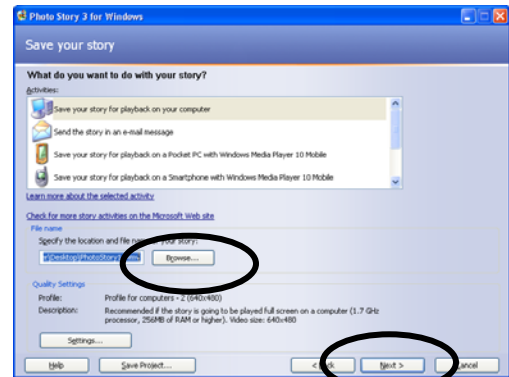 Photo Story 3 for Windows
Save your story
What do you want to do with your story?
Activities:
Save your story for playback on your computer
Send the story in an e-mail message
Save your story for playback on a Pocket PC with Windows Media Player 10 Mobile
Save your story for playback on a Smartphone with Windows Media Player 10 Mobile
Learn more about the selected activity
Check for more story activities on the Microsoft Web site
File name
Specify the location and file name your story:
Browse...
Quality Settings
Profile: Profile for computers - 2 (640x480)
Description: Recommended if the story is going to be played full screen on a computer (1.7 GHz
processor, 256MB of RAM or higher). Video size: 640x480
Settings...
Help Save Project... < Next >